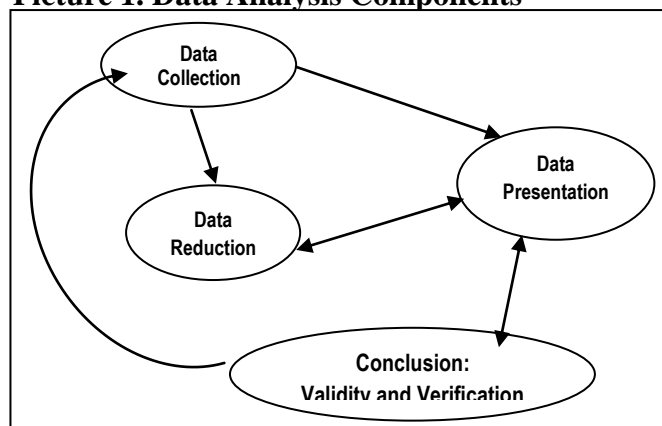 Picture 1. Data Analysis Components
Data
Collection
Data
Presentation
Data
Reduction
Conclusion:
Validity and Verification